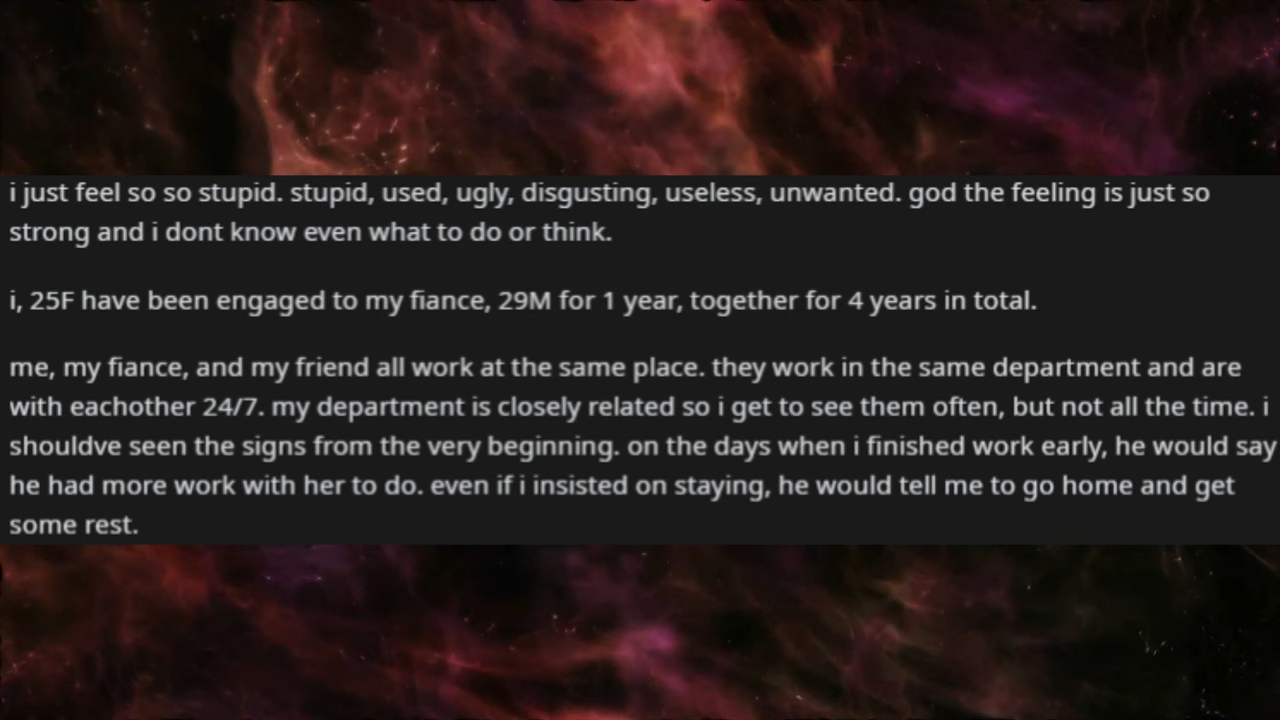 i just feel so so stupid. stupid, used, ugly, disgusting, useless, unwanted. god the feeling is just so
strong and i dont know even what to do or think.
i, 25F have been engaged to my fiance, 29M for 1 year, together for 4 years in total.
me, my fiance, and my friend all work at the same place. they work in the same department and are
with eachother 24/7. my department is closely related so i get to see them often, but not all the time. i
shouldve seen the signs from the very beginning. on the days when i finished work early, he would say
he had more work with her to do. even if i insisted on staying, he would tell me to go home and get
some rest.